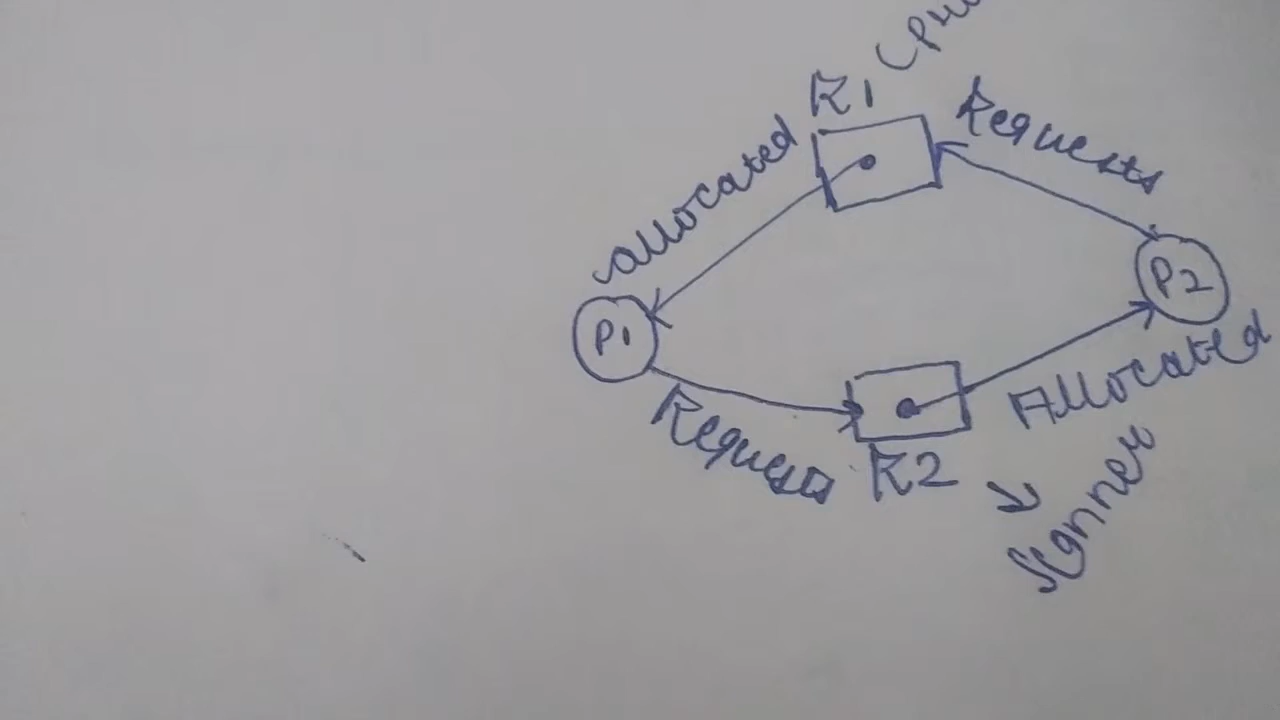 R1
allocated
Requests
P2
P1
Allocated
Requests
R2
Scanner